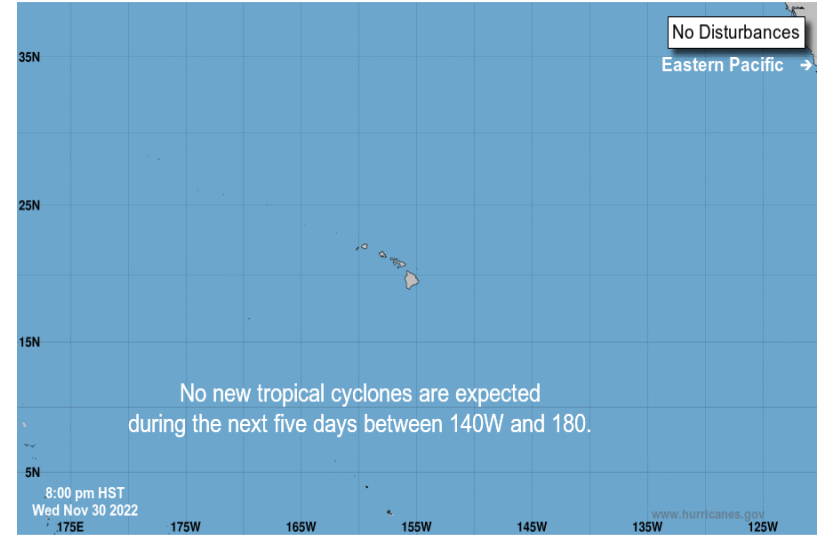 No Disturbances
35N
Eastern Pacific →
25N
15N
No new tropical cyclones are expected
during the next five days between 140W and 180.
5N
8:00 pm HST
Wed Nov 30 2022
www.hurricanes.gov
175E 175W 165W 155W 145W 135W 125W